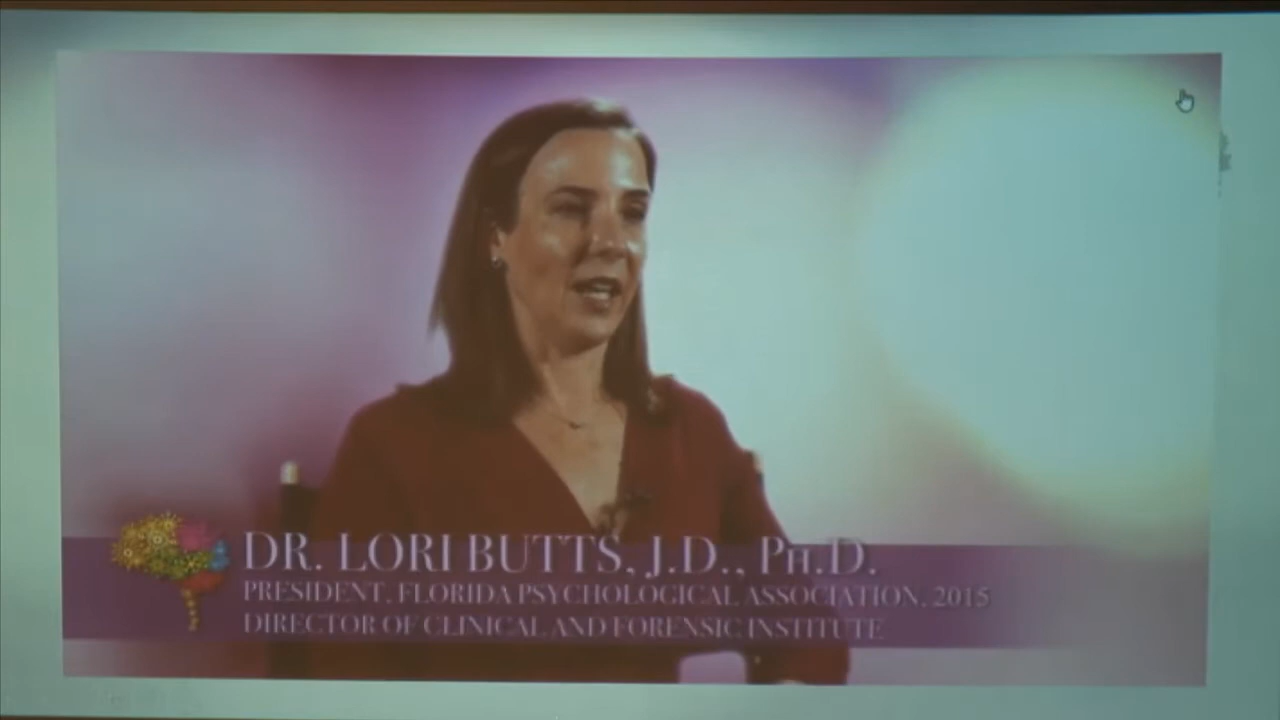 DR. LORI BUTTS, J.D., PH.D.
PRESIDENT, FLORIDA PSYCHOLOGICAL ASSOCIATION, 2015
DIRECTOR OF CLINICAL AND FORENSIC INSTITUTE